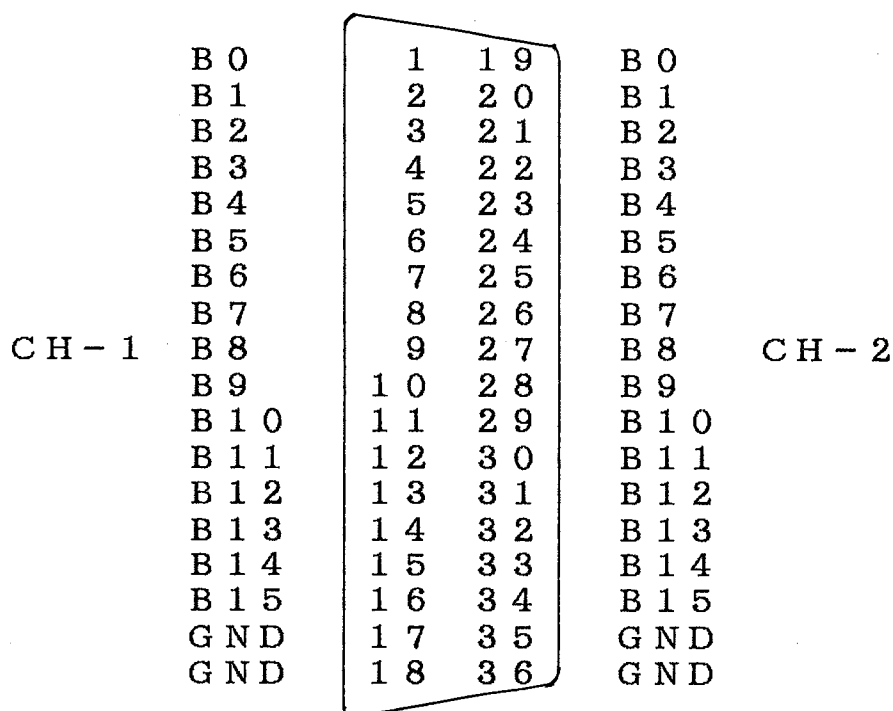 B0 1 19 B0
B1 2 20 B1
B2 3 21 B2
B3 4 22 B3
B4 5 23 B4
B5 6 24 B5
B6 7 25 B6
B7 8 26 B7
CH-1 B8 9 27 B8 CH-2
B9 10 28 B9
B10 11 29 B10
B11 12 30 B11
B12 13 31 B12
B13 14 32 B13
B14 15 33 B14
B15 16 34 B15
GND 17 35 GND
GND 18 36 GND